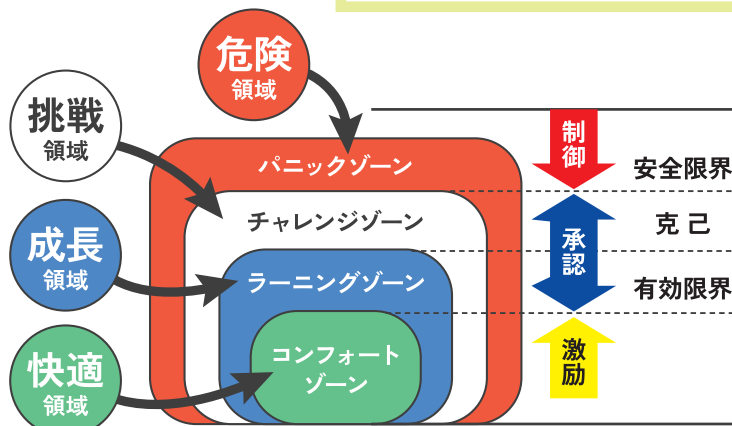 危険
領域
挑戦
領域
成長
領域
快適
領域
パニックゾーン
チャレンジゾーン
ラーニングゾーン
コンフォート
ゾーン
制御
承認
激励
安全限界
克己
有効限界